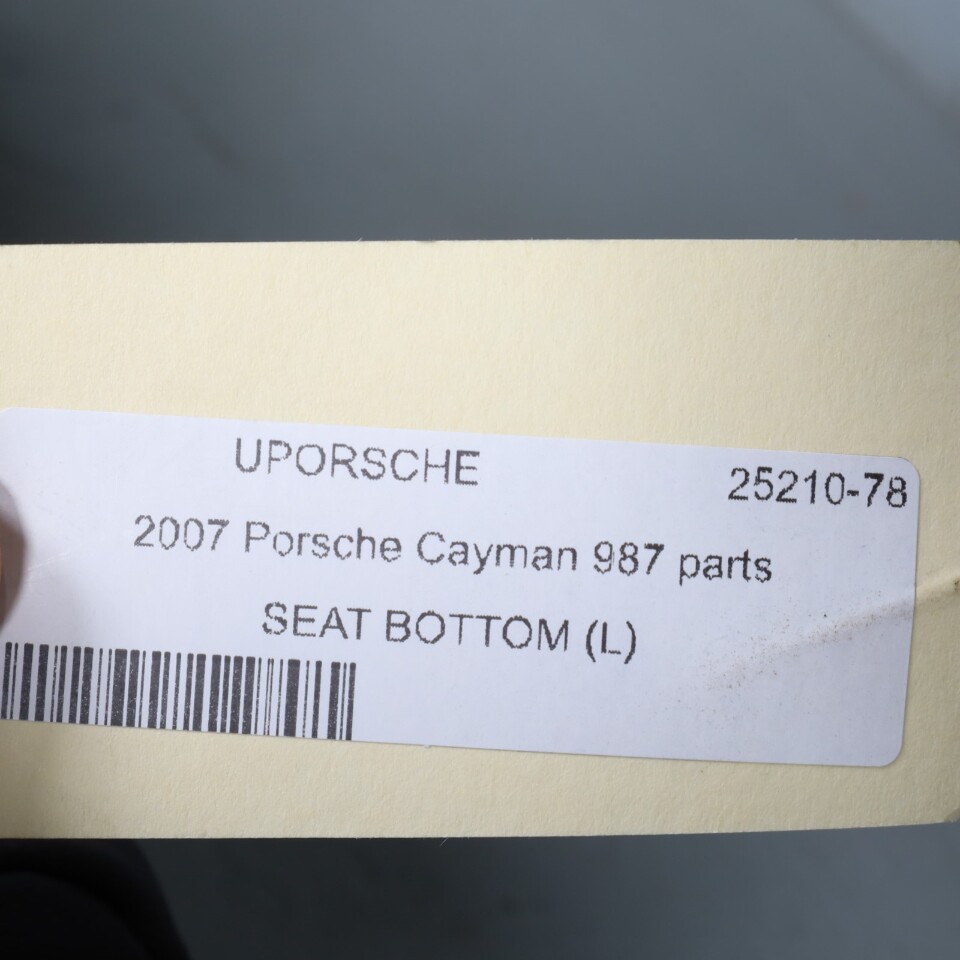 UPORSCHE 25210-78
2007 Porsche Cayman 987 parts
SEAT BOTTOM (L)